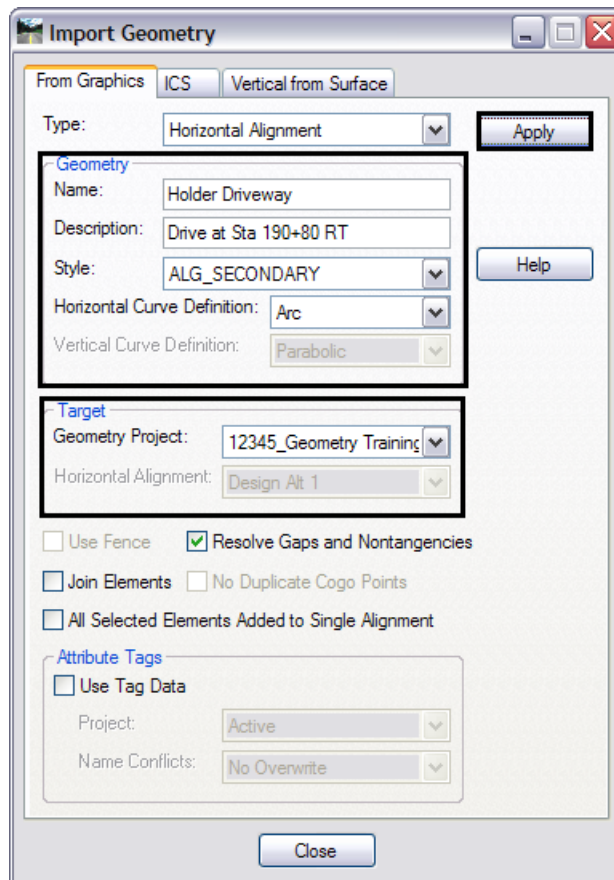 Import Geometry
From Graphics ICS Vertical from Surface
Type: Horizontal Alignment Apply
Geometry
Name: Holder Driveway
Description: Drive at Sta 190+80 RT
Style: ALG_SECONDARY Help
Horizontal Curve Definition: Arc
Vertical Curve Definition: Parabolic
Target
Geometry Project: 12345_Geometry Training
Horizontal Alignment: Design Alt 1
Use Fence Resolve Gaps and Nontangencies
Join Elements No Duplicate Cogo Points
All Selected Elements Added to Single Alignment
Attribute Tags
Use Tag Data
Project: Active
Name Conflicts: No Overwrite
Close